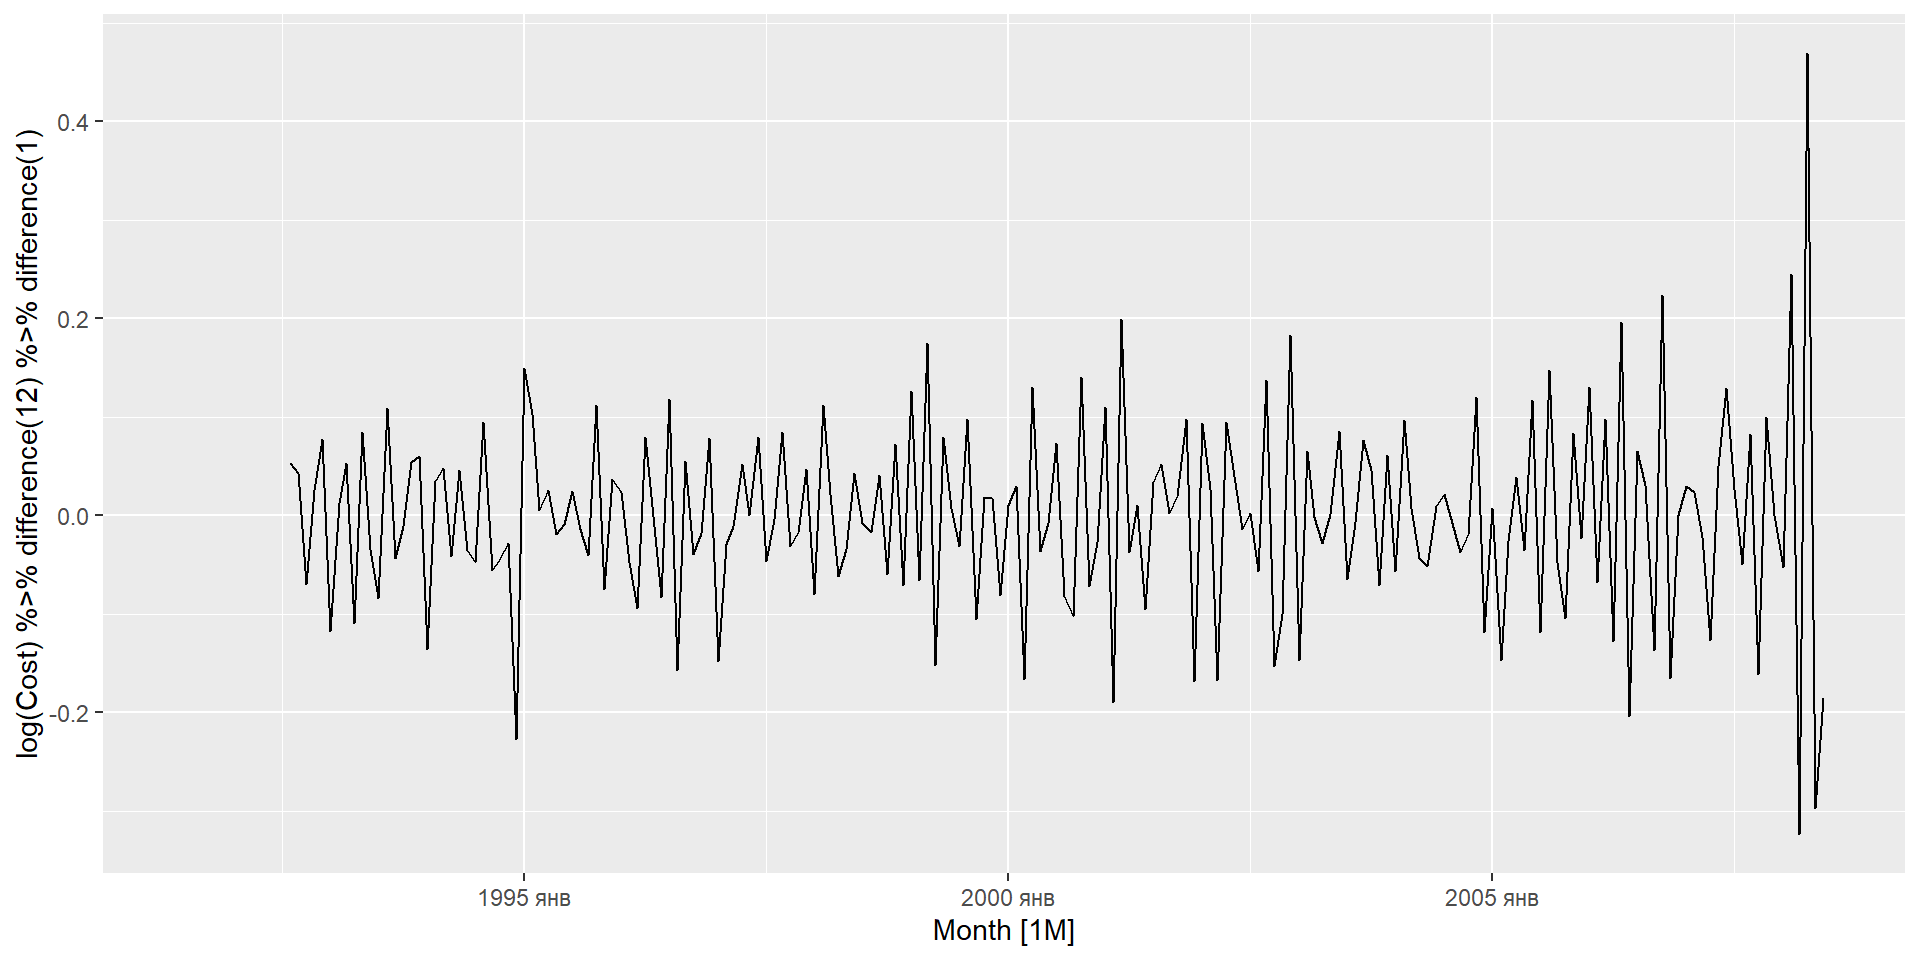 log(Cost) %>% difference(12) %>% difference(1)
0.4
0.2
0.0
-0.2
1995 янв
2000 янв
2005 янв
Month [1M]